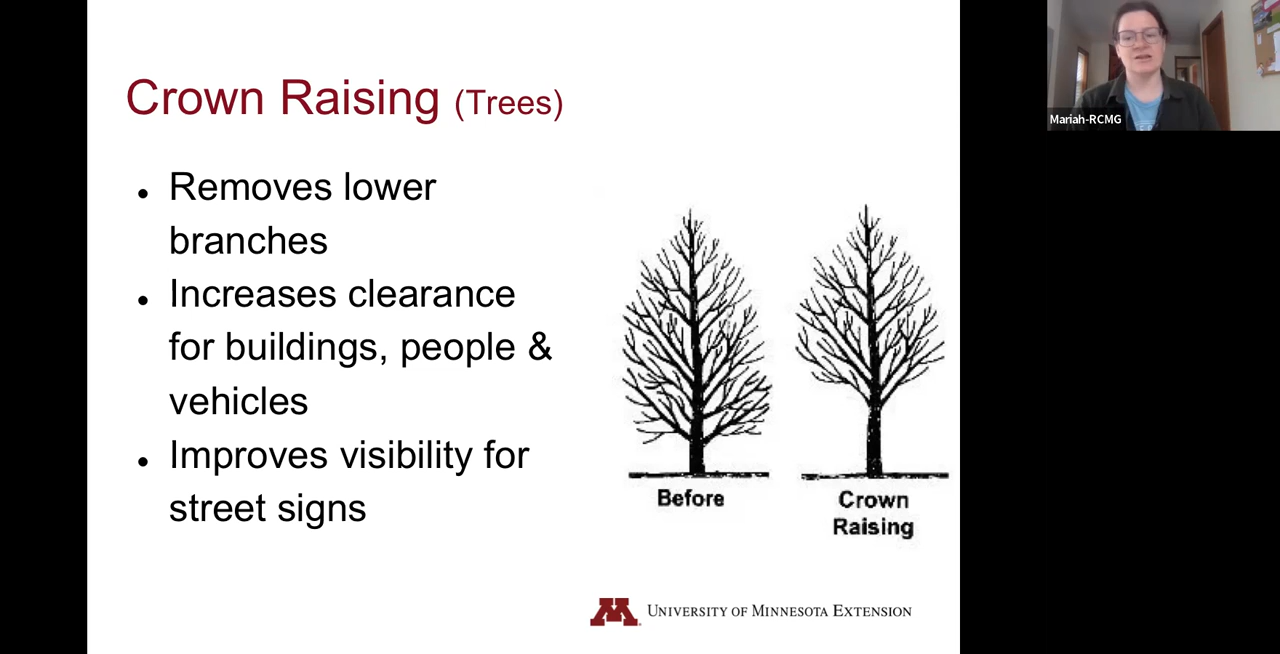 Crown Raising (Trees)
• Removes lower
branches
• Increases clearance
for buildings, people &
vehicles
• Improves visibility for
street signs
Before
Crown
Raising
UNIVERSITY OF MINNESOTA EXTENSION
Mariah-RCMG